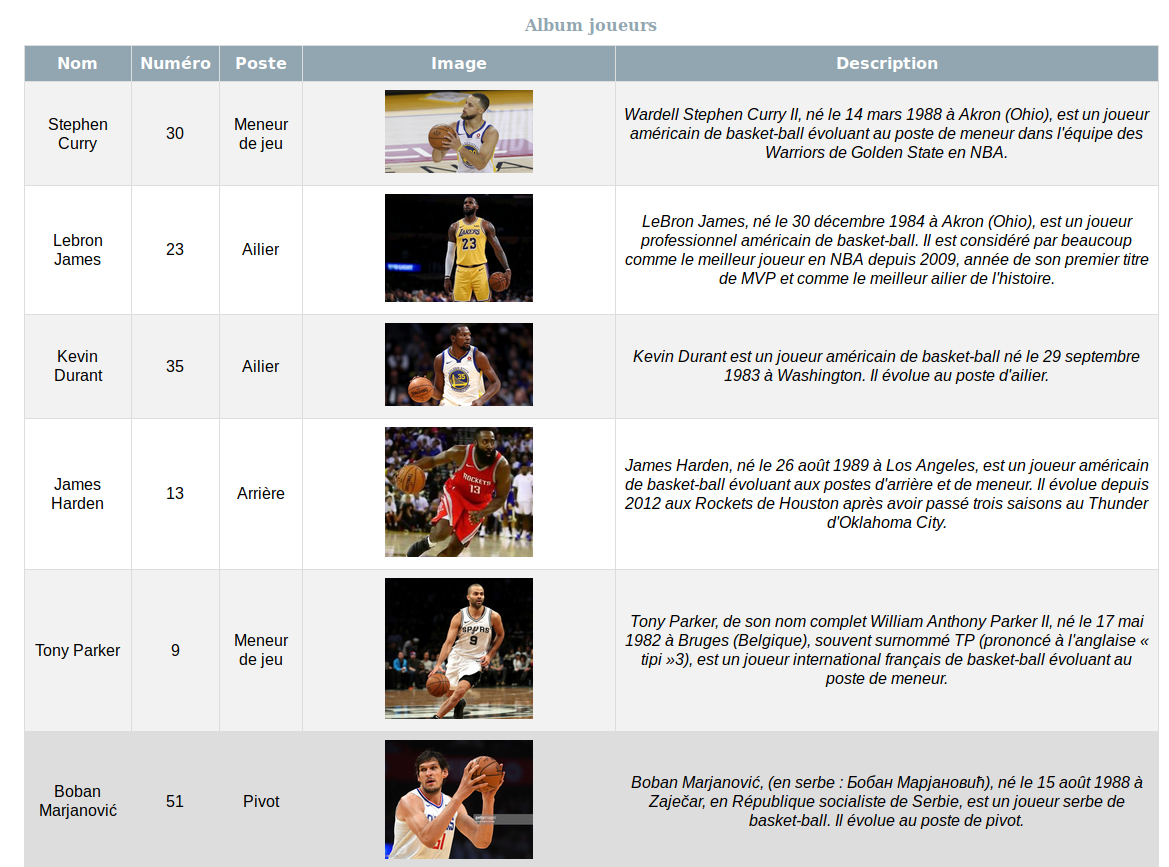 Album joueurs
Nom Numéro Poste Image Description
Stephen
Curry
30
Meneur
de jeu
Wardell Stephen Curry II, né le 14 mars 1988 à Akron (Ohio), est un joueur
américain de basket-ball évoluant au poste de meneur dans l'équipe des
Warriors de Golden State en NBA.
Lebron
James
23
Ailier
LAKERS
23
LeBron James, né le 30 décembre 1984 à Akron (Ohio), est un joueur
professionnel américain de basket-ball. Il est considéré par beaucoup
comme le meilleur joueur en NBA depuis 2009, année de son premier titre
de MVP et comme le meilleur ailier de l'histoire.
Kevin
Durant
35
Ailier
35
Kevin Durant est un joueur américain de basket-ball né le 29 septembre
1983 à Washington. Il évolue au poste d'ailier.
James
Harden
13
Arrière
ROCKETS
13
James Harden, né le 26 août 1989 à Los Angeles, est un joueur américain
de basket-ball évoluant aux postes d'arrière et de meneur. Il évolue depuis
2012 aux Rockets de Houston après avoir passé trois saisons au Thunder
d'Oklahoma City.
Tony Parker
9
Meneur
de jeu
SPURS
9
Tony Parker, de son nom complet William Anthony Parker II, né le 17 mai
1982 à Bruges (Belgique), souvent surnommé TP (prononcé à l'anglaise «
tipi »3), est un joueur international français de basket-ball évoluant au
poste de meneur.
Boban
Marjanović
51
Pivot
Boban Marjanović, (en serbe : Бобан Марјановић), né le 15 août 1988 à
Zaječar, en République socialiste de Serbie, est un joueur serbe de
basket-ball. Il évolue au poste de pivot.